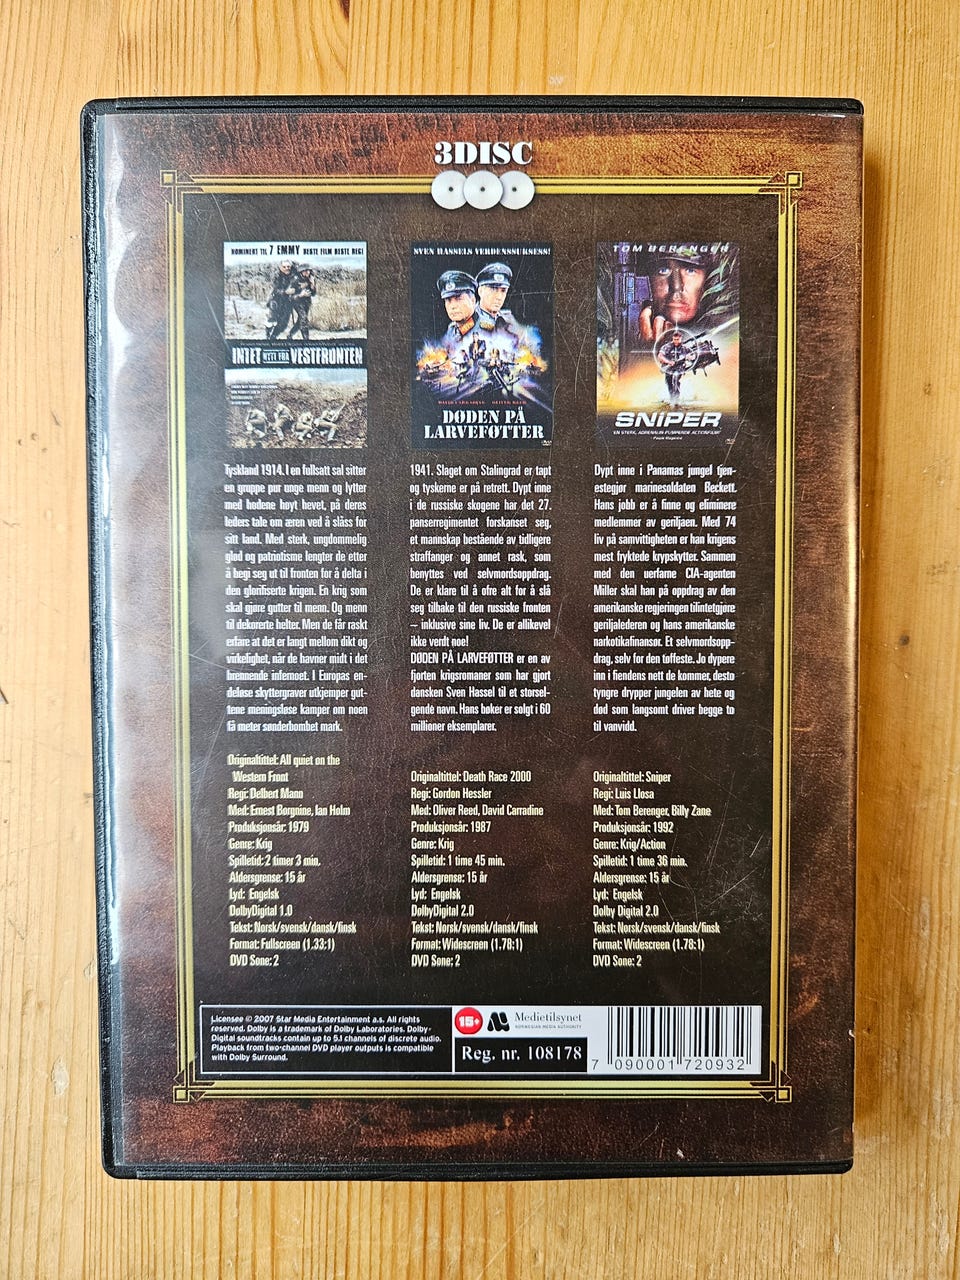 3DISC
NOMINERT TIL 7 EMMY BESTE FILM BESTE REGI
INTET NYTT FRA VESTFRONTEN
SVEN HASSELS VERDENSSUKSESS!
DØDEN PÅ
LARVEFØTTER
TOM BERENGER
SNIPER
EN STERK, ADRENALIN-PUMPENDE ACTIONFILM!
Tyskland 1914. I en fullsatt sal sitter
en gruppe pur unge menn og lytter
med hodene høyt hevet, på deres
leders tale om æren ved å slåss for
sitt land. Med sterk, ungdommelig
glød og patriotisme lengter de etter
å begi seg ut til fronten for å delta i
den glorifiserte krigen. En krig som
skal gjøre gutter til menn. Og menn
til dekorerte helter. Men de får raskt
erfare at det er langt mellom dikt og
virkelighet, når de havner midt i det
brennende infernoet. I Europas en-
deløse skyttergraver utkjemper gut-
tene meningsløse kamper om noen
få meter sønderbombet mark.
Originaltittel: All quiet on the
Western Front
Regi: Delbert Mann
Med: Ernest Borgnine, Ian Holm
Produksjonsår: 1979
Genre: Krig
Spilletid: 2 timer 3 min.
Aldersgrense: 15 år
Lyd: Engelsk
DolbyDigital 1.0
Tekst: Norsk/svensk/dansk/finsk
Format: Fullscreen (1.33:1)
DVD Sone: 2
1941. Slaget om Stalingrad er tapt
og tyskerne er på retrett. Dypt inne
i de russiske skogene har det 27.
panserregimentet forskanset seg,
et mannskap bestående av tidligere
straffanger og annet rask, som
benyttes ved selvmordsoppdrag.
De er klare til å ofre alt for å slå
seg tilbake til den russiske fronten
– inklusive sine liv. De er allikevel
ikke verdt noe!
DØDEN PÅ LARVEFØTTER er en av
fjorten krigsromaner som har gjort
dansken Sven Hassel til et storsel-
gende navn. Hans bøker er solgt i 60
millioner eksemplarer.
Originaltittel: Death Race 2000
Regi: Gordon Hessler
Med: Oliver Reed, David Carradine
Produksjonsår: 1987
Genre: Krig
Spilletid: 1 time 45 min.
Aldersgrense: 15 år
Lyd: Engelsk
DolbyDigital 2.0
Tekst: Norsk/svensk/dansk/finsk
Format: Widescreen (1.78:1)
DVD Sone: 2
Dypt inne i Panamas jungel tjen-
estegjør marinesoldaten Beckett.
Hans jobb er å finne og eliminere
medlemmer av geriljaen. Med 74
liv på samvittigheten er han krigens
mest fryktede krypskytter. Sammen
med den uerfarne CIA-agenten
Miller skal han på oppdrag av den
amerikanske regjeringen tilintetgjøre
geriljalederen og hans amerikanske
narkotikafinansør. Et selvmordsopp-
drag, selv for den tøffeste. Jo dypere
inn i fiendens nett de kommer, desto
tyngre drypper jungelen av hete og
død som langsomt driver begge to
til vanvidd.
Originaltittel: Sniper
Regi: Luis Llosa
Med: Tom Berenger, Billy Zane
Produksjonsår: 1992
Genre: Krig/Action
Spilletid: 1 time 36 min.
Aldersgrense: 15 år
Lyd: Engelsk
Dolby Digital 2.0
Tekst: Norsk/svensk/dansk/finsk
Format: Widescreen (1.78:1)
DVD Sone: 2
Licensee © 2007 Star Media Entertainment a.s. All rights
reserved. Dolby is a trademark of Dolby Laboratories. Dolby-
Digital soundtracks contain up to 5.1 channels of discrete audio.
Playback from two-channel DVD player outputs is compatible
with Dolby Surround.
15+
Medietilsynet
NORWEGIAN MEDIA AUTHORITY
Reg. nr. 108178
7 090001 720932